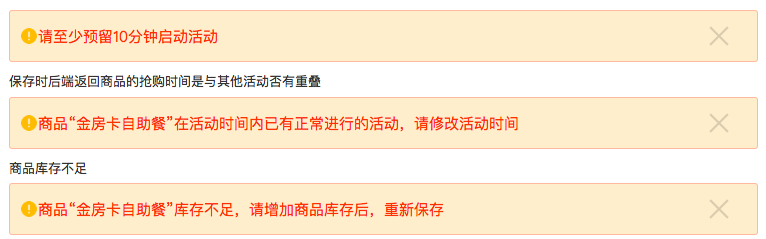 请至少预留10分钟启动活动
保存时后端返回商品的抢购时间是与其他活动否有重叠
商品“金房卡自助餐”在活动时间内已有正常进行的活动，请修改活动时间
商品库存不足
商品“金房卡自助餐”库存不足，请增加商品库存后，重新保存